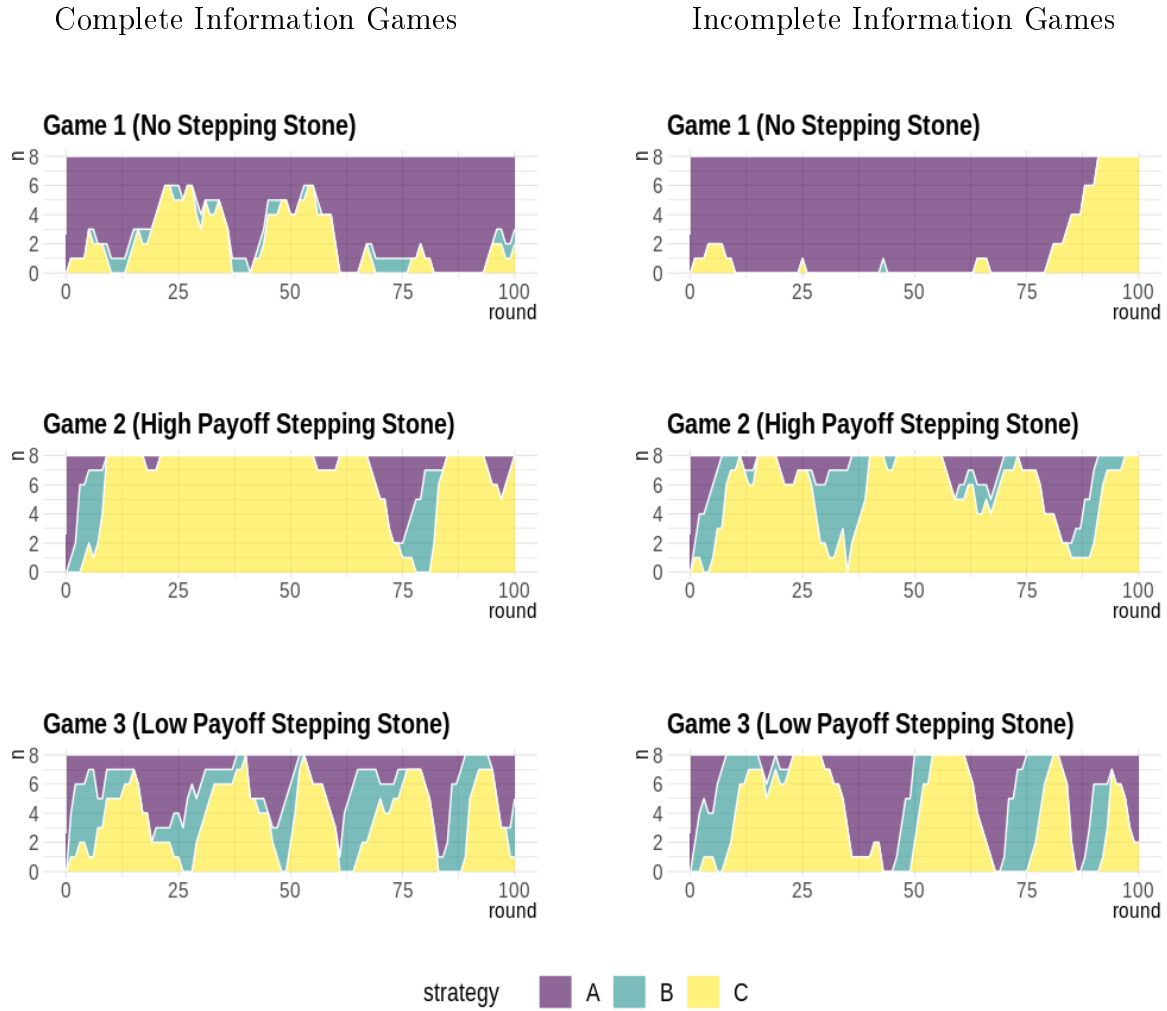 Complete Information Games
Incomplete Information Games
Game 1 (No Stepping Stone)
n
8
6
4
2
0
0 25 50 75 100
round
Game 1 (No Stepping Stone)
n
8
6
4
2
0
0 25 50 75 100
round
Game 2 (High Payoff Stepping Stone)
n
8
6
4
2
0
0 25 50 75 100
round
Game 2 (High Payoff Stepping Stone)
n
8
6
4
2
0
0 25 50 75 100
round
Game 3 (Low Payoff Stepping Stone)
n
8
6
4
2
0
0 25 50 75 100
round
Game 3 (Low Payoff Stepping Stone)
n
8
6
4
2
0
0 25 50 75 100
round
strategy A B C